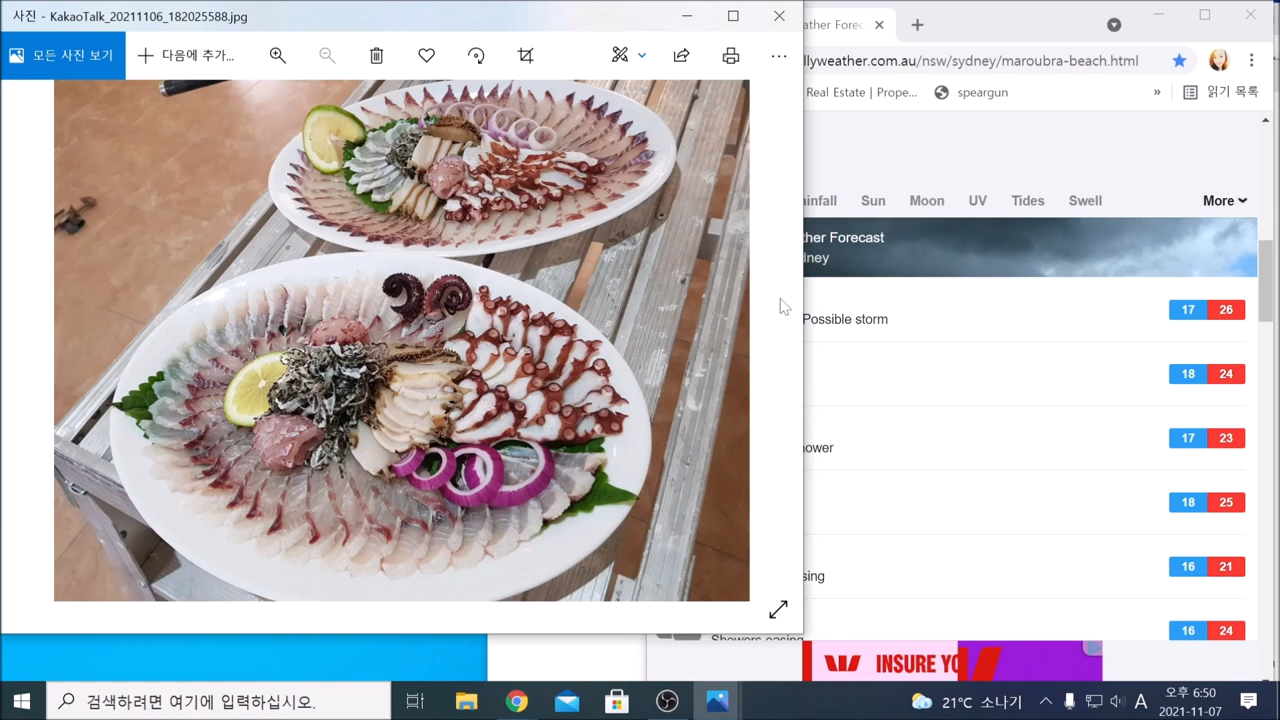 사진 - KakaoTalk_20211106_182025588.jpg
모든 사진 보기
다음에 추가...
ather Forec
llyweather.com.au/nsw/sydney/maroubra-beach.html
Real Estate | Prope...
speargun
»
읽기 목록
infall Sun Moon UV Tides Swell More
ther Forecast
dney
Possible storm
17 26
18 24
ower
17 23
18 25
sing
16 21
Showers easing
16 24
INSURE YO
검색하려면 여기에 입력하십시오.
21°C 소나기
A
오후 6:50
2021-11-07